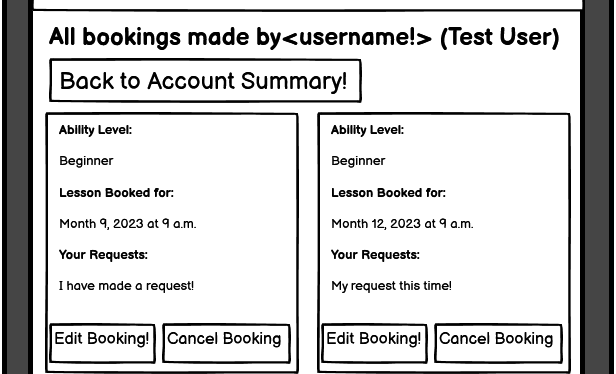 All bookings made by<username!> (Test User)
Back to Account Summary!
Ability Level:
Beginner
Lesson Booked for:
Month 9, 2023 at 9 a.m.
Your Requests:
I have made a request!
Edit Booking!
Cancel Booking
Ability Level:
Beginner
Lesson Booked for:
Month 12, 2023 at 9 a.m.
Your Requests:
My request this time!
Edit Booking!
Cancel Booking